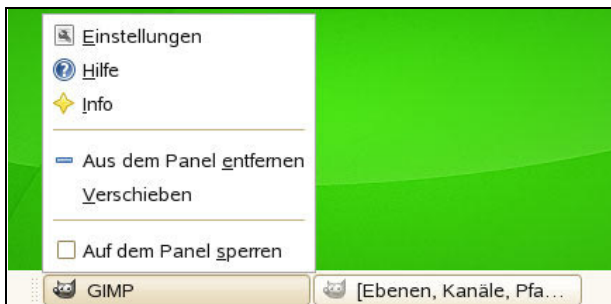 Einstellungen
Hilfe
Info
Aus dem Panel entfernen
Verschieben
Auf dem Panel sperren
GIMP
[Ebenen, Kanäle, Pfa...